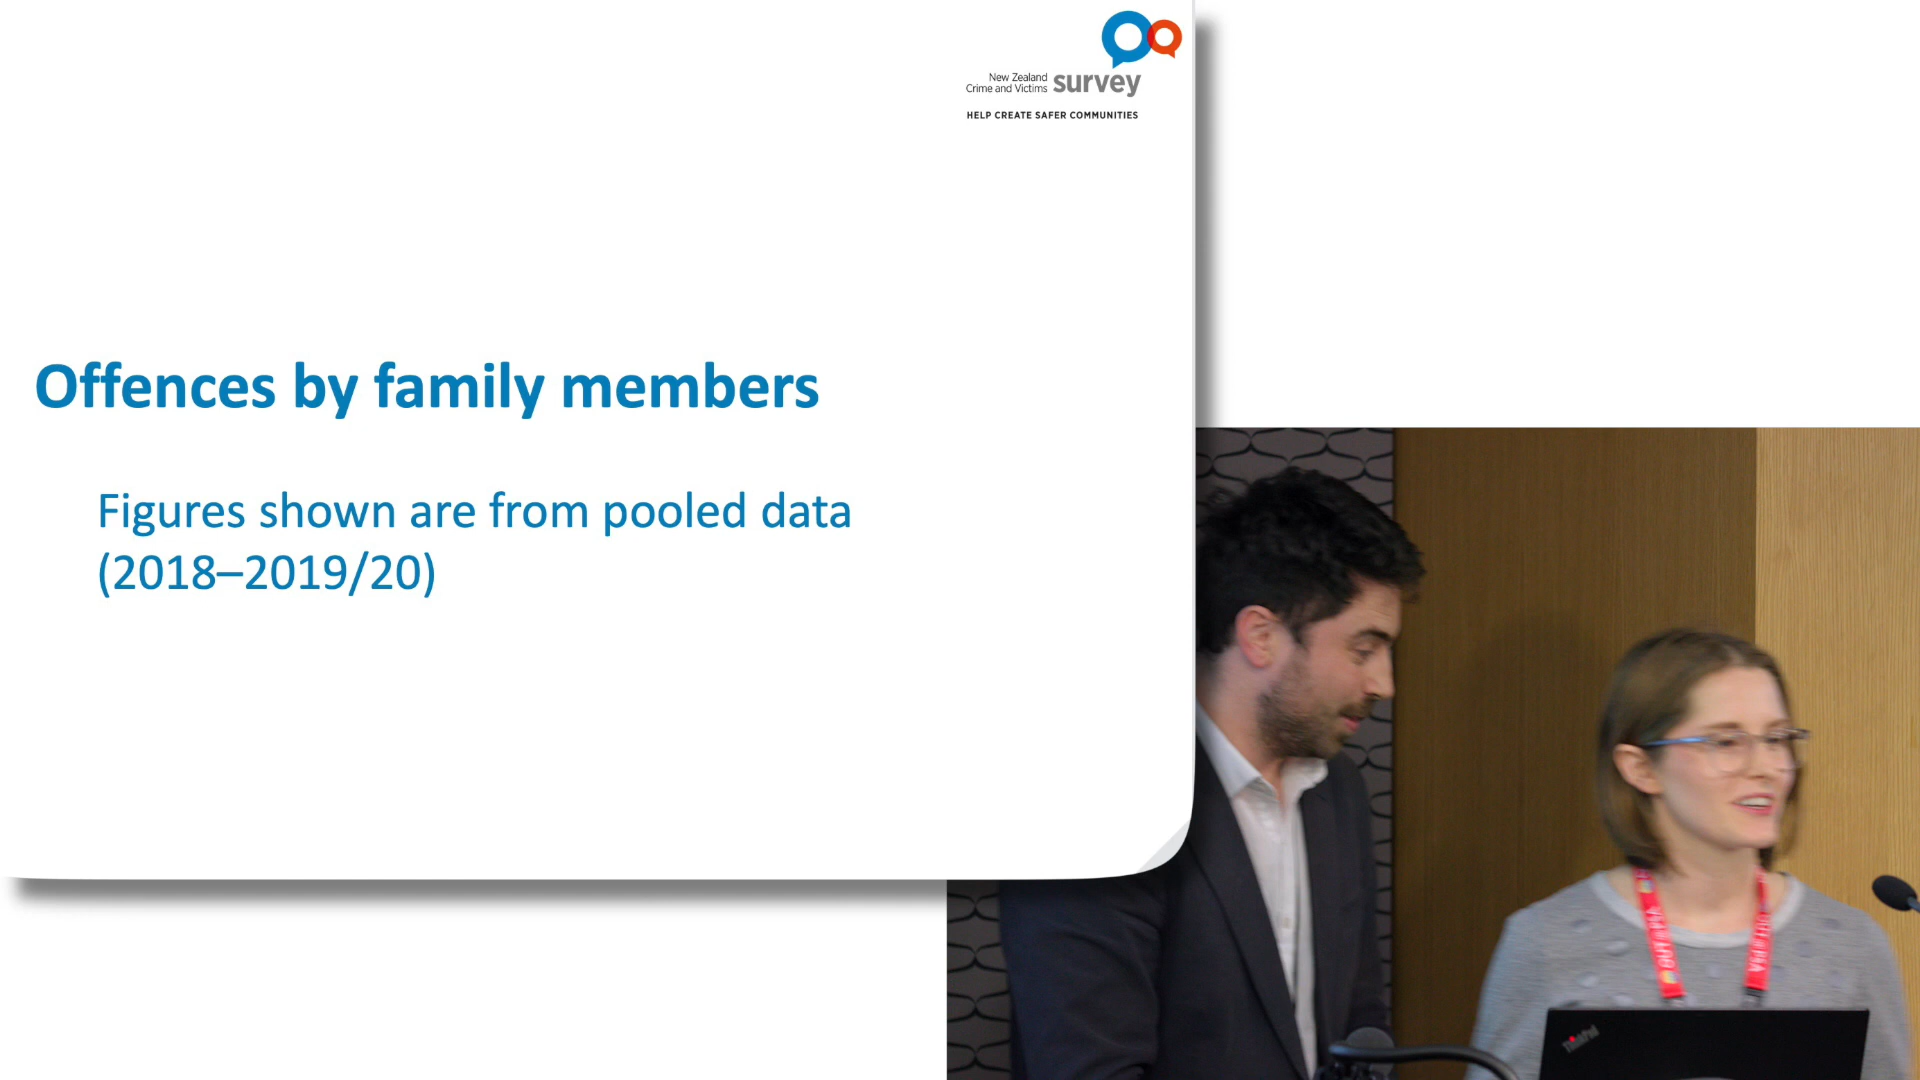 New Zealand
Crime and Victims survey
HELP CREATE SAFER COMMUNITIES
Offences by family members
Figures shown are from pooled data
(2018–2019/20)
ThinkPad